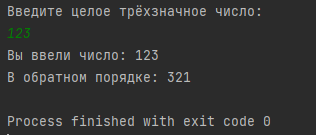 Введите целое трёхзначное число:
123
Вы ввели число: 123
В обратном порядке: 321
Process finished with exit code 0